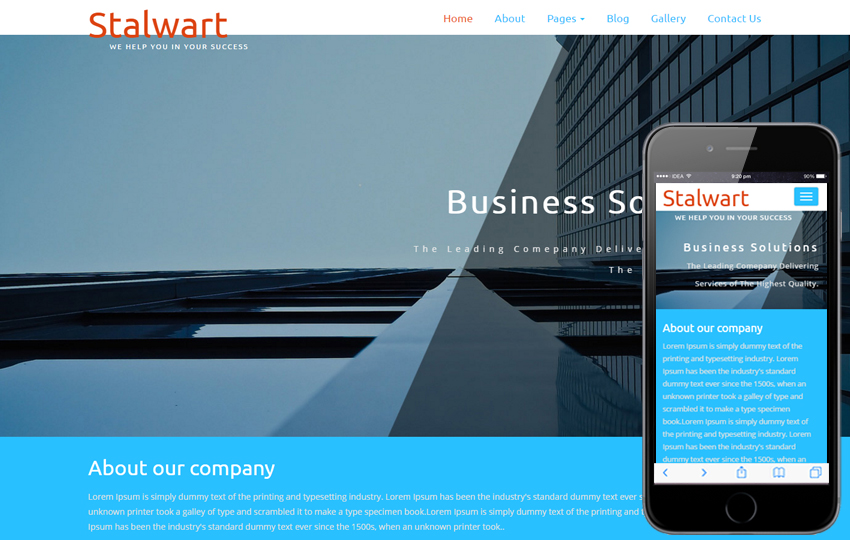 Stalwart
WE HELP YOU IN YOUR SUCCESS
Home About Pages Blog Gallery Contact Us
Business So
The Leading Comepany Delive
The
About our company
Lorem Ipsum is simply dummy text of the printing and typesetting industry. Lorem Ipsum has been the industry's standard dummy text ever s
unknown printer took a galley of type and scrambled it to make a type specimen book.Lorem Ipsum is simply dummy text of the printing and t
Ipsum has been the industry's standard dummy text ever since the 1500s, when an unknown printer took..
IDEA 9:20 pm 90%
Stalwart
WE HELP YOU IN YOUR SUCCESS
Business Solutions
The Leading Comepany Delivering
Services of The Highest Quality.
About our company
Lorem Ipsum is simply dummy text of the
printing and typesetting industry. Lorem
Ipsum has been the industry's standard
dummy text ever since the 1500s, when an
unknown printer took a galley of type and
scrambled it to make a type specimen
book.Lorem Ipsum is simply dummy text of
the printing and typesetting industry. Lorem
Ipsum has been the industry's standard
dummy text ever since the 1500s, when an